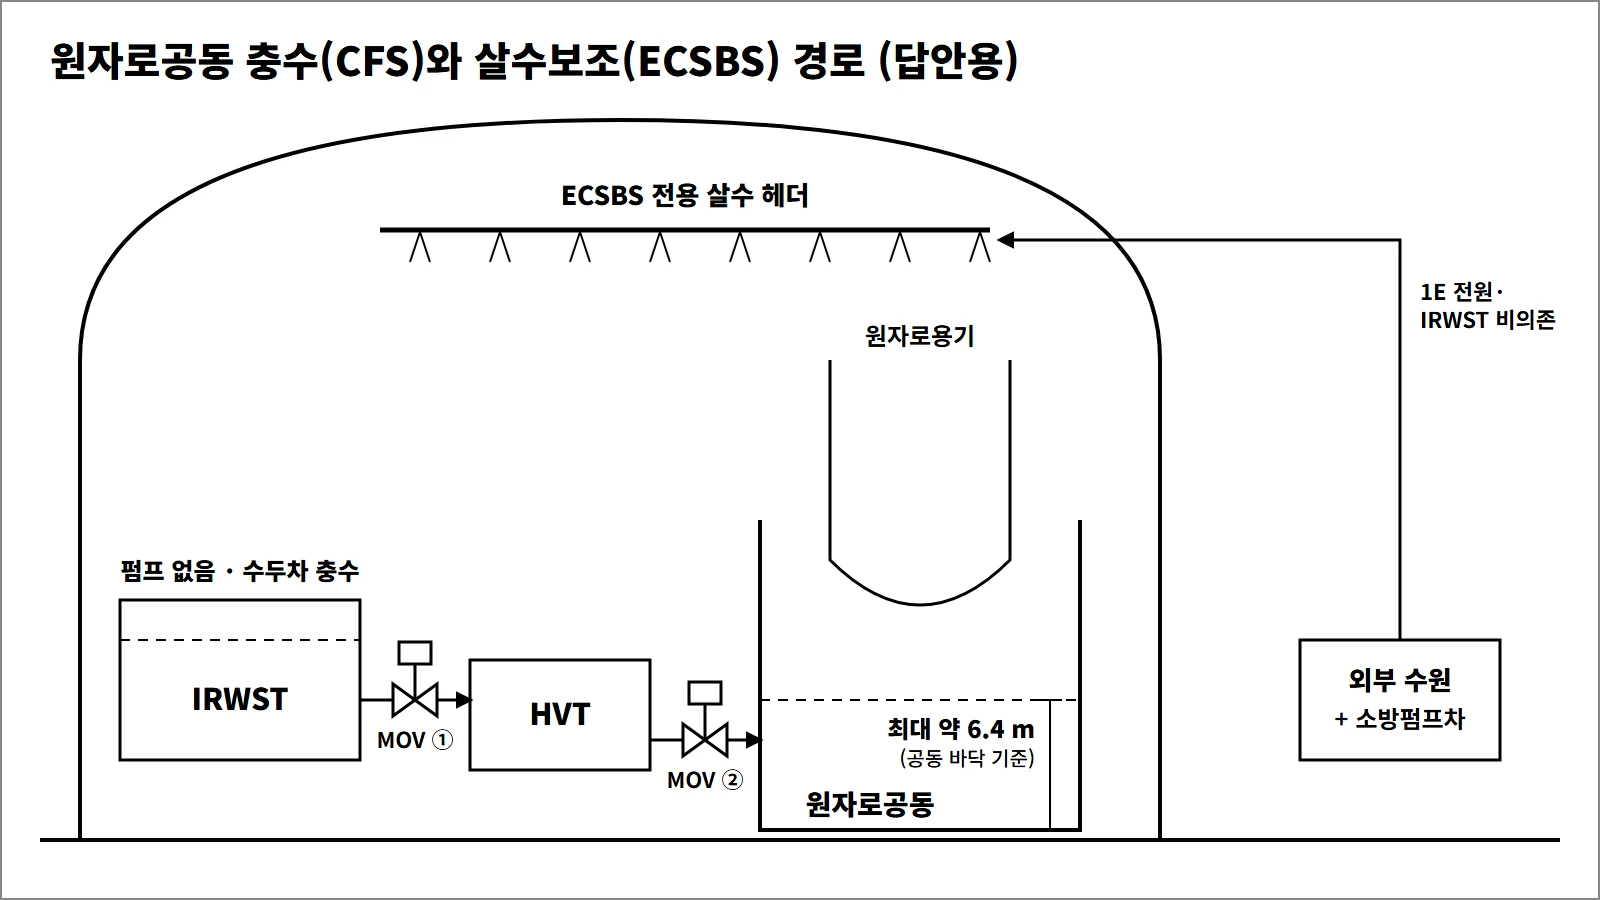 원자로공동 충수(CFS)와 살수보조(ECSBS) 경로 (답안용)
ECSBS 전용 살수 헤더
1E 전원·
IRWST 비의존
원자로용기
펌프 없음 · 수두차 충수
IRWST
MOV ①
HVT
MOV ②
최대 약 6.4 m
(공동 바닥 기준)
원자로공동
외부 수원
+ 소방펌프차